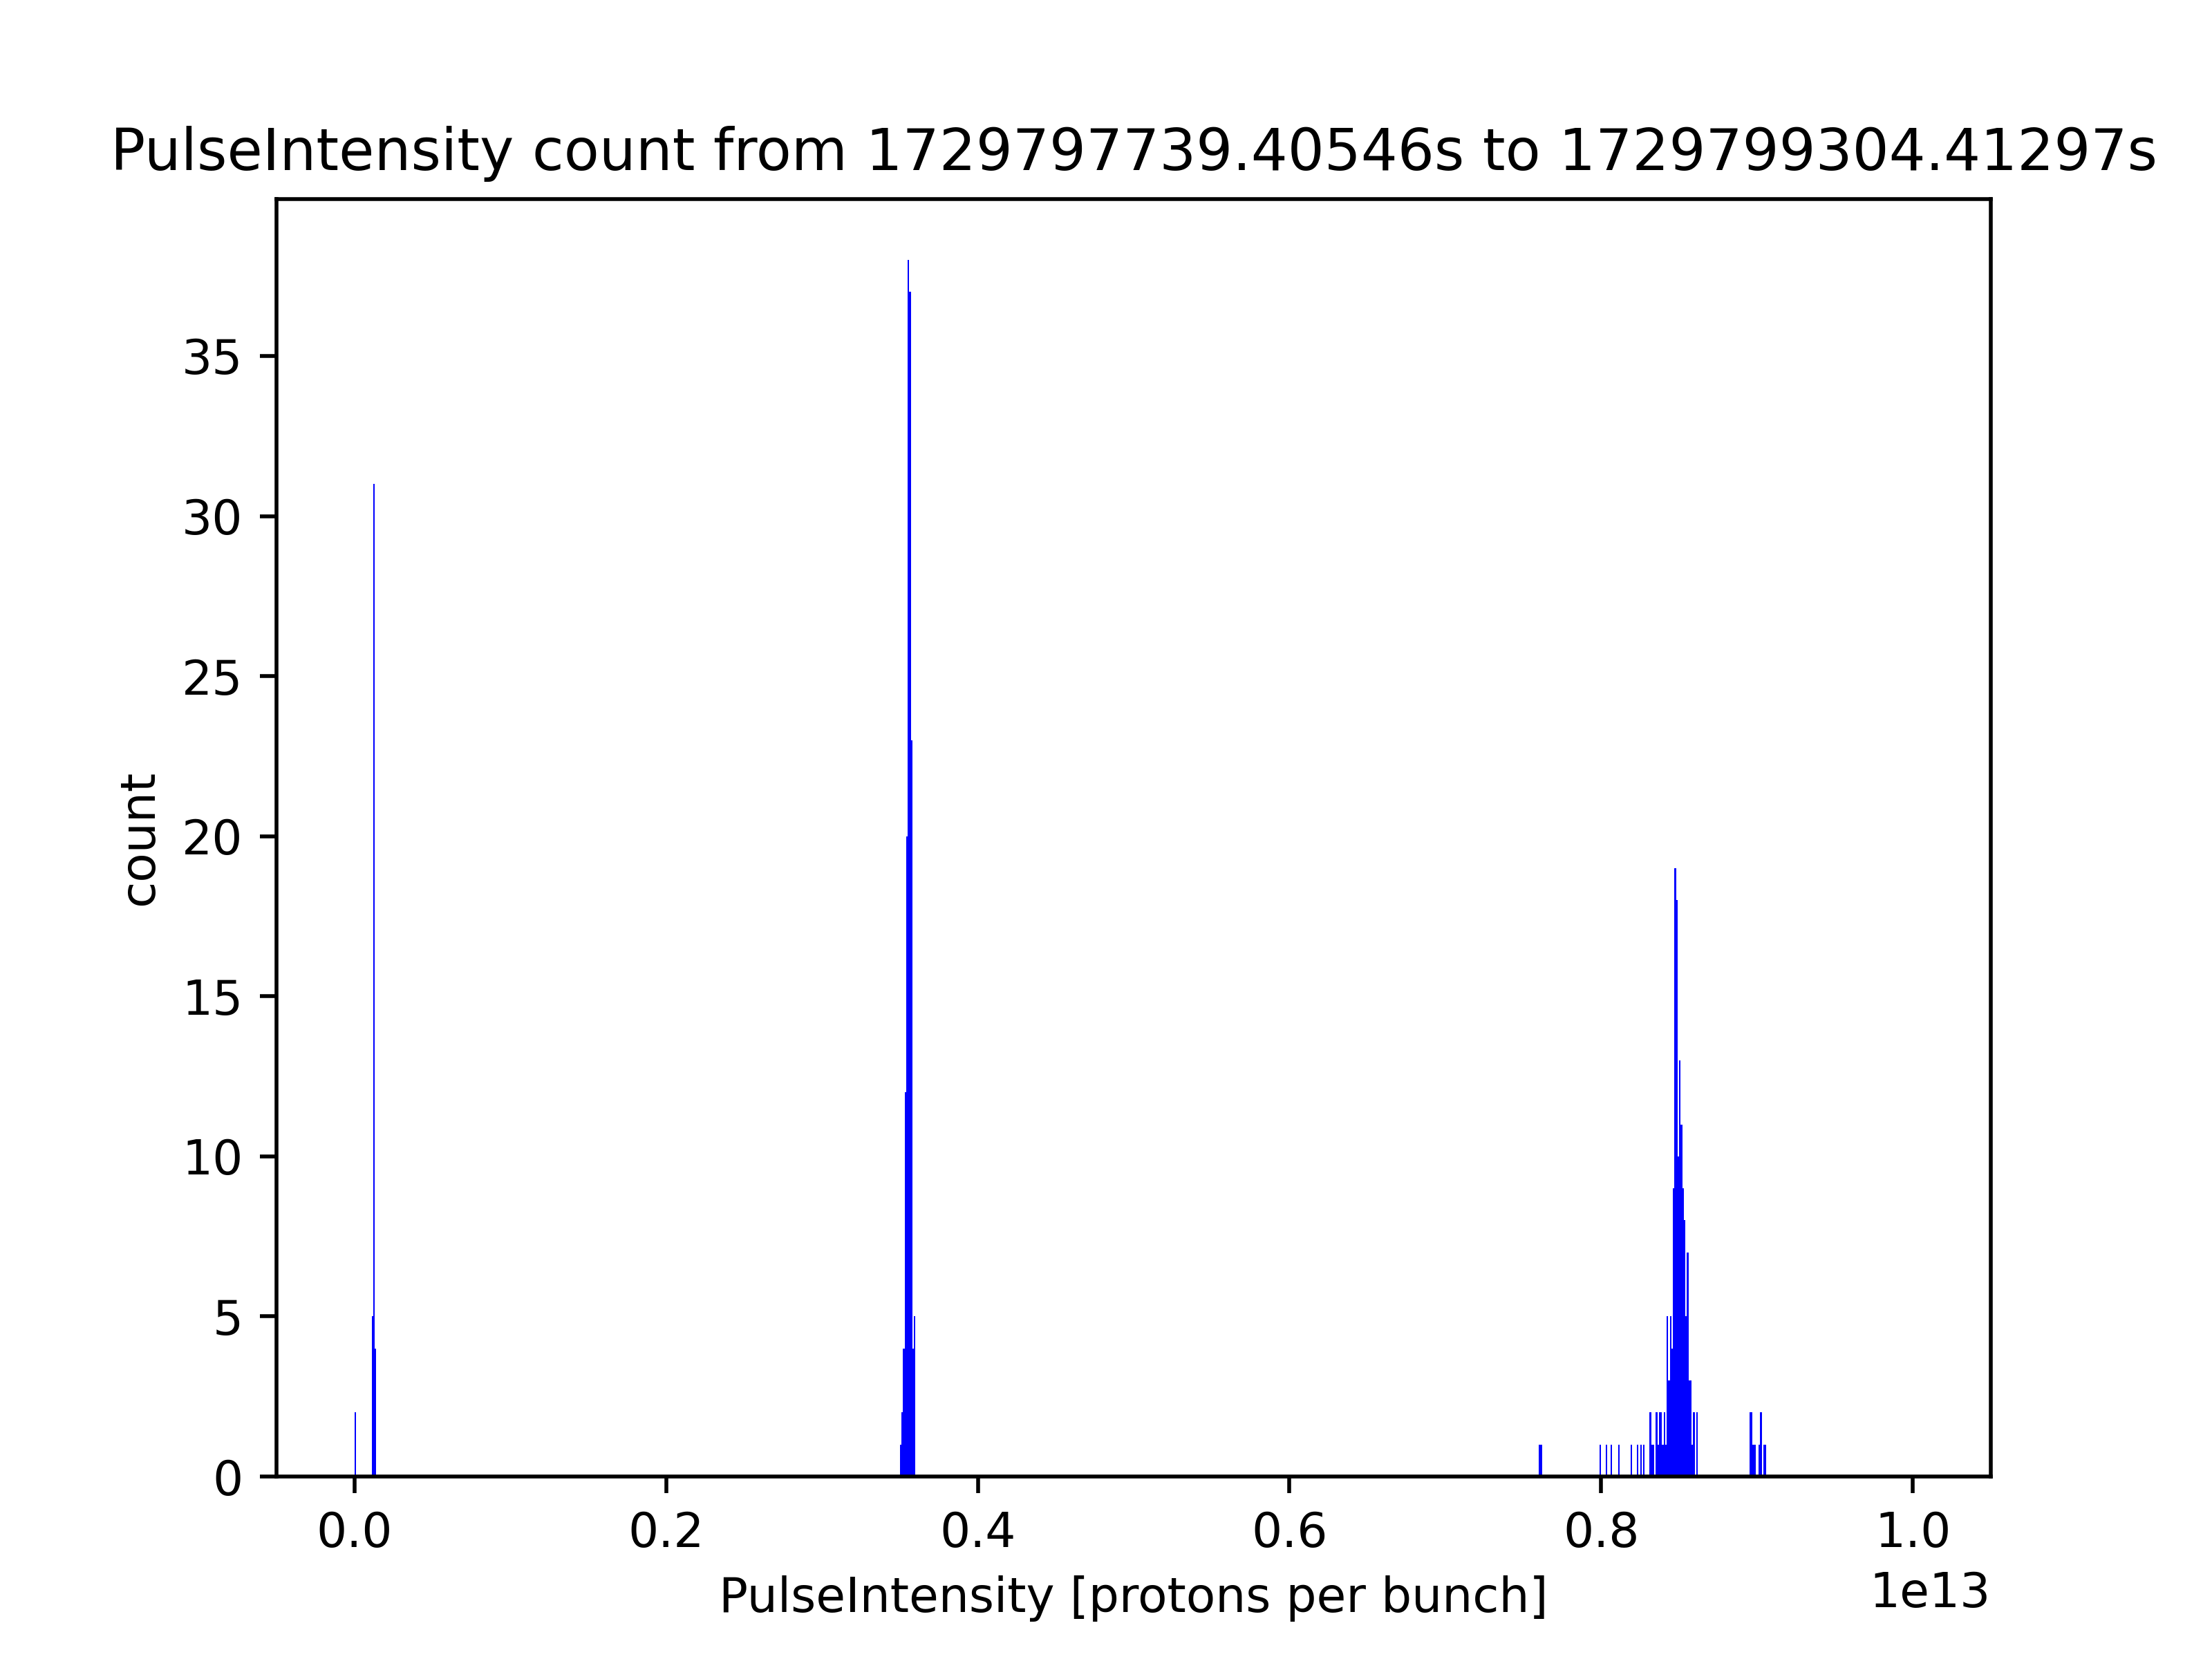 PulseIntensity count from 1729797739.40546s to 1729799304.41297s
count
35
30
25
20
15
10
5
0
0.0 0.2 0.4 0.6 0.8 1.0
1e13
PulseIntensity [protons per bunch]